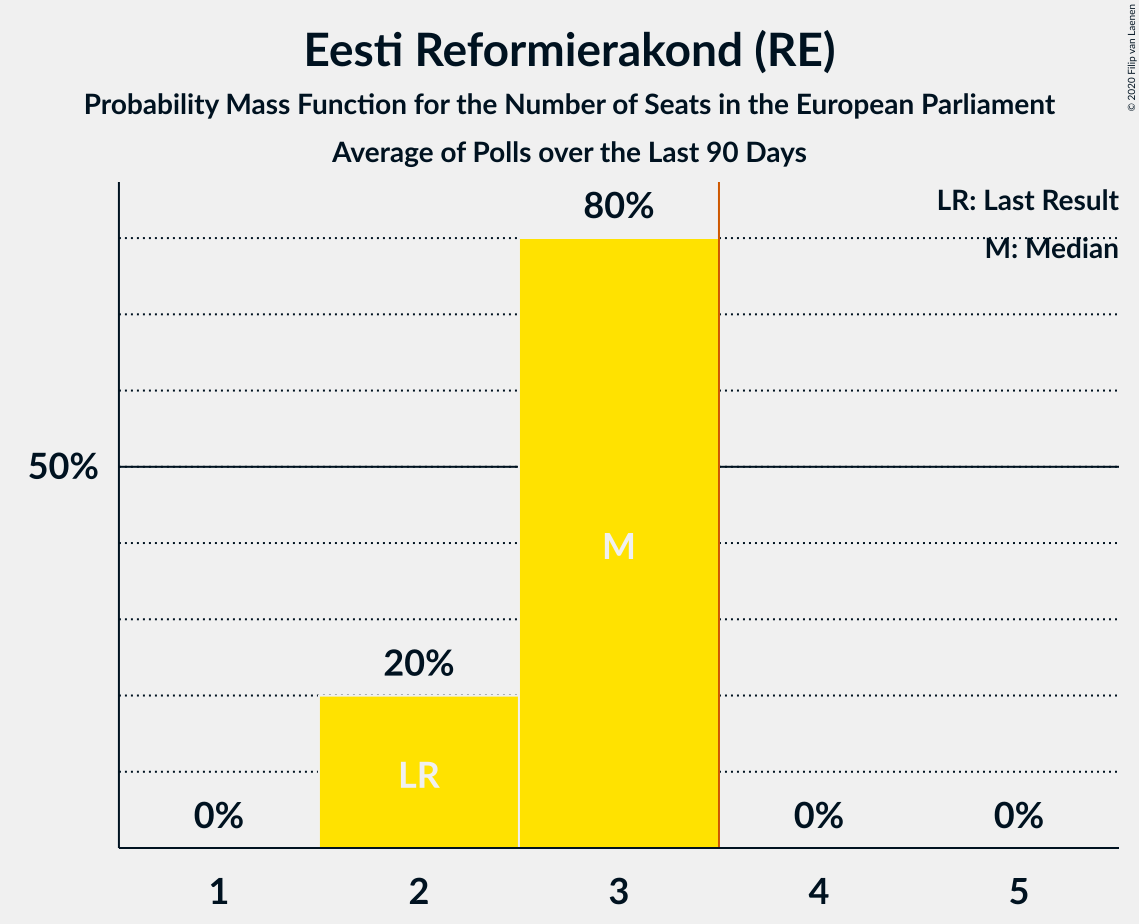 Eesti Reformierakond (RE)
Probability Mass Function for the Number of Seats in the European Parliament
Average of Polls over the Last 90 Days
© 2020 Filip van Laenen
LR: Last Result
M: Median
80%
50%
M
20%
LR
0%
0%
0%
1
2
3
4
5